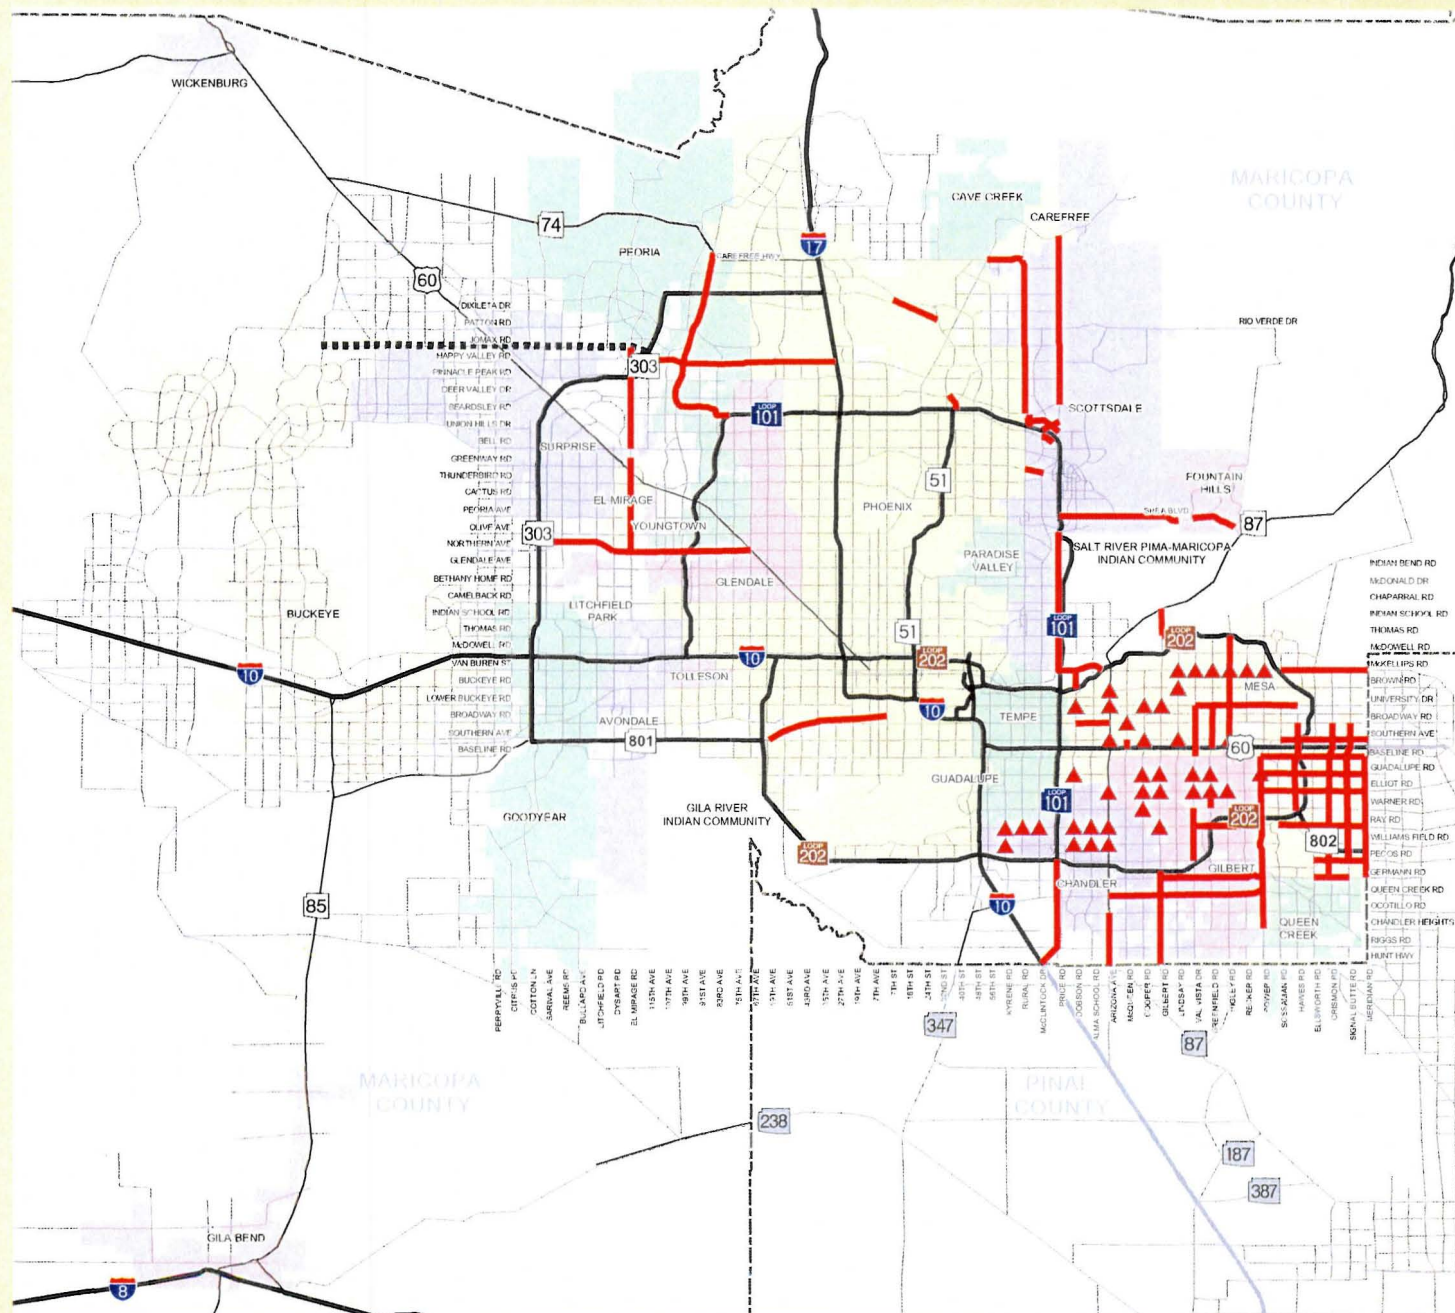 WICKENBURG
MARICOPA
COUNTY
CAVE CREEK
CAREFREE
74
PEORIA
17
CAREFREE HWY
60
DIXILETA DR
PATTON RD
JOMAX RD
HAPPY VALLEY RD
PINNACLE PEAK RD
DEER VALLEY DR
BEARDSLEY RD
UNION HILLS DR
BELL RD
GREENWAY RD
THUNDERBIRD RD
CACTUS RD
PEORIA AVE
OLIVE AVE
NORTHERN AVE
GLENDALE AVE
BETHANY HOME RD
CAMELBACK RD
INDIAN SCHOOL RD
THOMAS RD
McDOWELL RD
VAN BUREN ST
BUCKEYE RD
LOWER BUCKEYE RD
BROADWAY RD
SOUTHERN AVE
BASELINE RD
RIO VERDE DR
303
LOOP
101
SCOTTSDALE
SURPRISE
51
FOUNTAIN
HILLS
EL MIRAGE
YOUNGTOWN
PHOENIX
SHEA BLVD
87
303
SALT RIVER PIMA-MARICOPA
INDIAN COMMUNITY
PARADISE
VALLEY
GLENDALE
LITCHFIELD
PARK
BUCKEYE
INDIAN BEND RD
McDONALD DR
CHAPARRAL RD
INDIAN SCHOOL RD
THOMAS RD
McDOWELL RD
McKELLIPS RD
BROWN RD
UNIVERSITY DR
BROADWAY RD
SOUTHERN AVE
BASELINE RD
GUADALUPE RD
ELLIOT RD
WARNER RD
RAY RD
WILLIAMS FIELD RD
PECOS RD
GERMANN RD
QUEEN CREEK RD
OCOTILLO RD
CHANDLER HEIGHTS
RIGGS RD
HUNT HWY
51
LOOP
101
LOOP
202
10
10
LOOP
202
TOLLESON
MESA
10
TEMPE
AVONDALE
801
60
GUADALUPE
LOOP
101
GOODYEAR
GILA RIVER
INDIAN COMMUNITY
LOOP
202
802
LOOP
202
CHANDLER
GILBERT
85
10
QUEEN
CREEK
PERRYVILLE RD
CITRUS RD
COTTON LN
SARIVAL AVE
REEMS RD
BULLARD AVE
LITCHFIELD RD
DYSART RD
EL MIRAGE RD
115TH AVE
107TH AVE
99TH AVE
91ST AVE
83RD AVE
75TH AVE
67TH AVE
59TH AVE
51ST AVE
43RD AVE
35TH AVE
27TH AVE
19TH AVE
7TH AVE
7TH ST
16TH ST
24TH ST
32ND ST
40TH ST
48TH ST
56TH ST
KYRENE RD
RURAL RD
McCLINTOCK DR
PRICE RD
DOBSON RD
ALMA SCHOOL RD
ARIZONA AVE
McQUEEN RD
COOPER RD
GILBERT RD
LINDSAY RD
VAL VISTA DR
GREENFIELD RD
HIGLEY RD
RECKER RD
POWER RD
SOSSAMAN RD
HAWES RD
ELLSWORTH RD
CRISMON RD
SIGNAL BUTTE RD
MERIDIAN RD
347
87
MARICOPA
COUNTY
PINAL
COUNTY
238
187
387
GILA BEND
8